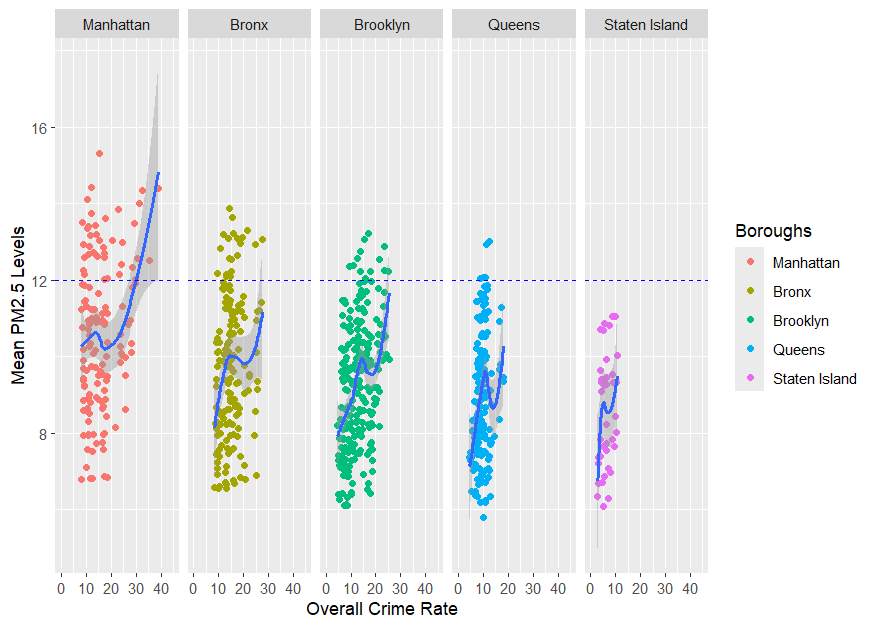 Manhattan Bronx Brooklyn Queens Staten Island
16
12
8
Mean PM2.5 Levels
0 10 20 30 40 0 10 20 30 40 0 10 20 30 40 0 10 20 30 40 0 10 20 30 40
Overall Crime Rate
Boroughs
Manhattan
Bronx
Brooklyn
Queens
Staten Island